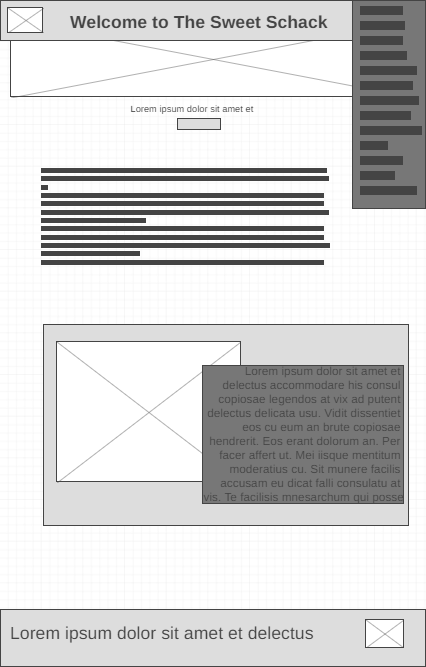 Welcome to The Sweet Schack
Lorem ipsum dolor sit amet et
Lorem ipsum dolor sit amet et
delectus accommodare his consul
copiosae legendos at vix ad putent
delectus delicata usu. Vidit dissentiet
eos cu eum an brute copiosae
hendrerit. Eos erant dolorum an. Per
facer affert ut. Mei iisque mentitum
moderatius cu. Sit munere facilis
accusam eu dicat falli consulatu at
vis. Te facilisis mnesarchum qui posse
Lorem ipsum dolor sit amet et delectus